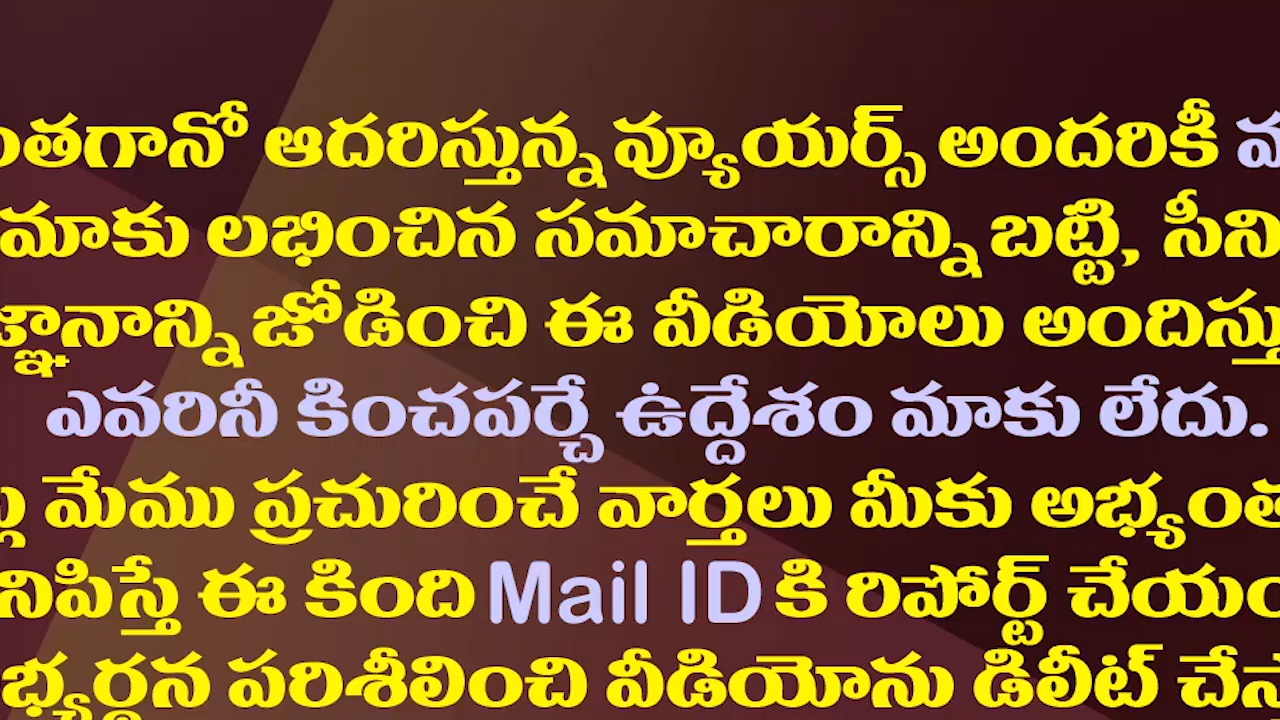 ంతగానో ఆదరిస్తున్న వ్యూయర్స్ అందరికీ
మాకు లభించిన సమాచారాన్ని బట్టి, సీని
జ్ఞానాన్ని జోడించి ఈ వీడియోలు అందిస్తు
ఎవరినీ కించపర్చే ఉద్దేశం మాకు లేదు.
మేము ప్రచురించే వార్తలు మీకు అభ్యంత
నిపిస్తే ఈ కింది Mail ID కి రిపోర్ట్ చేయం
భ్యర్థన పరిశీలించి వీడియోను డిలీట్ చేస